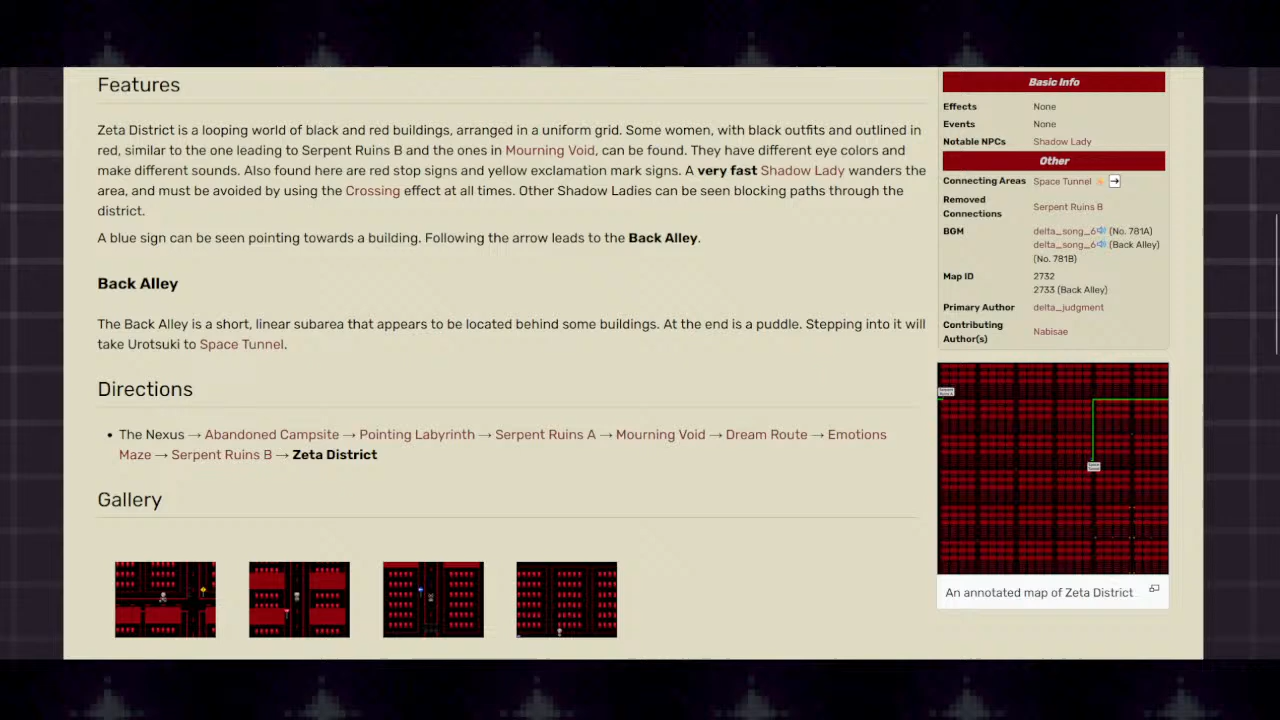 Features
Zeta District is a looping world of black and red buildings, arranged in a uniform grid. Some women, with black outfits and outlined in
red, similar to the one leading to Serpent Ruins B and the ones in Mourning Void, can be found. They have different eye colors and
make different sounds. Also found here are red stop signs and yellow exclamation mark signs. A very fast Shadow Lady wanders the
area, and must be avoided by using the Crossing effect at all times. Other Shadow Ladies can be seen blocking paths through the
district.
A blue sign can be seen pointing towards a building. Following the arrow leads to the Back Alley.
Back Alley
The Back Alley is a short, linear subarea that appears to be located behind some buildings. At the end is a puddle. Stepping into it will
take Urotsuki to Space Tunnel.
Directions
• The Nexus → Abandoned Campsite → Pointing Labyrinth → Serpent Ruins A → Mourning Void → Dream Route → Emotions
Maze → Serpent Ruins B → Zeta District
Gallery
Basic Info
Effects None
Events None
Notable NPCs Shadow Lady
Other
Connecting Areas Space Tunnel →
Removed
Connections Serpent Ruins B
BGM delta_song_6 (No. 781A)
delta_song_6 (Back Alley)
(No. 781B)
Map ID 2732
2733 (Back Alley)
Primary Author delta_judgment
Contributing
Author(s) Nabisae
An annotated map of Zeta District